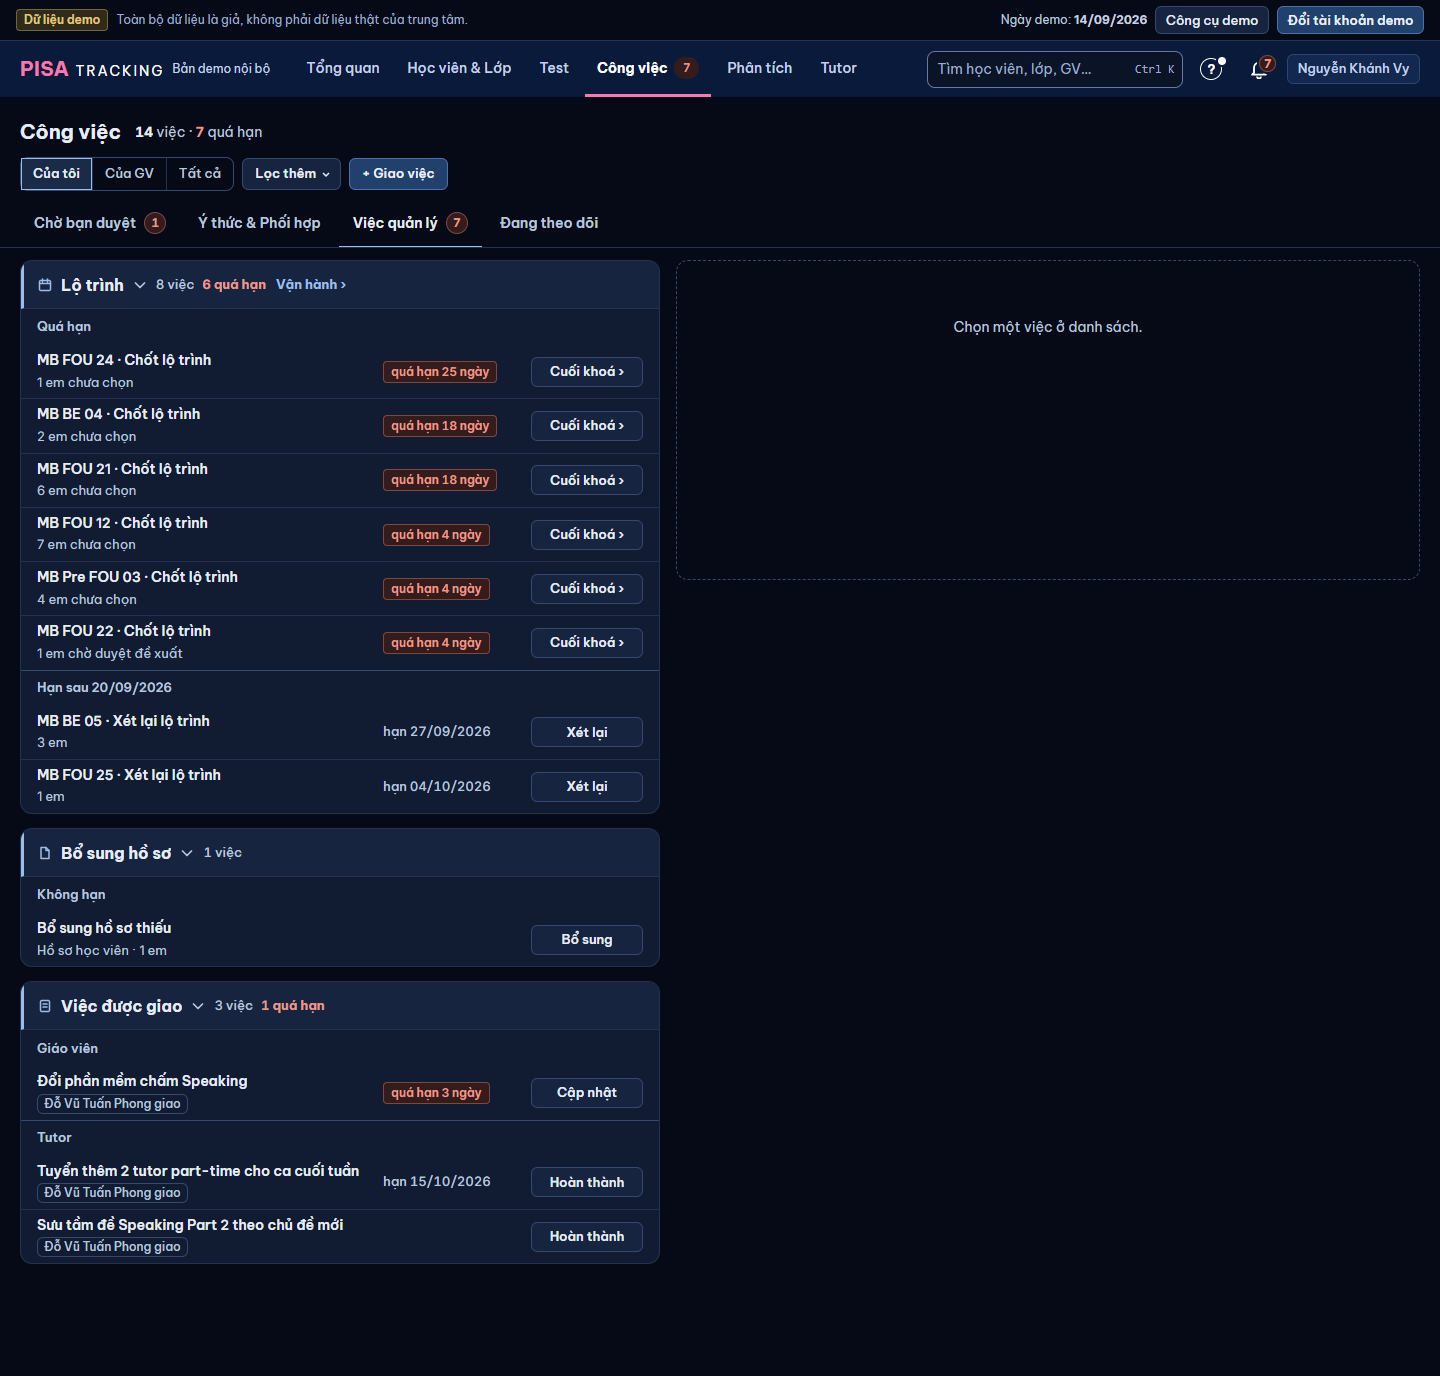 Dữ liệu demo Toàn bộ dữ liệu là giả, không phải dữ liệu thật của trung tâm. Ngày demo: 14/09/2026 Công cụ demo Đổi tài khoản demo
PISA TRACKING Bản demo nội bộ Tổng quan Học viên & Lớp Test Công việc 7 Phân tích Tutor Tìm học viên, lớp, GV... Ctrl K ? 7 Nguyễn Khánh Vy
Công việc 14 việc · 7 quá hạn
Của tôi Của GV Tất cả Lọc thêm + Giao việc
Chờ bạn duyệt 1 Ý thức & Phối hợp Việc quản lý 7 Đang theo dõi
Lộ trình 8 việc 6 quá hạn Vận hành ›
Quá hạn
MB FOU 24 · Chốt lộ trình
1 em chưa chọn
quá hạn 25 ngày Cuối khoá ›
MB BE 04 · Chốt lộ trình
2 em chưa chọn
quá hạn 18 ngày Cuối khoá ›
MB FOU 21 · Chốt lộ trình
6 em chưa chọn
quá hạn 18 ngày Cuối khoá ›
MB FOU 12 · Chốt lộ trình
7 em chưa chọn
quá hạn 4 ngày Cuối khoá ›
MB Pre FOU 03 · Chốt lộ trình
4 em chưa chọn
quá hạn 4 ngày Cuối khoá ›
MB FOU 22 · Chốt lộ trình
1 em chờ duyệt đề xuất
quá hạn 4 ngày Cuối khoá ›
Hạn sau 20/09/2026
MB BE 05 · Xét lại lộ trình
3 em
hạn 27/09/2026 Xét lại
MB FOU 25 · Xét lại lộ trình
1 em
hạn 04/10/2026 Xét lại
Bổ sung hồ sơ 1 việc
Không hạn
Bổ sung hồ sơ thiếu
Hồ sơ học viên · 1 em
Bổ sung
Việc được giao 3 việc 1 quá hạn
Giáo viên
Đổi phần mềm chấm Speaking
Đỗ Vũ Tuấn Phong giao
quá hạn 3 ngày Cập nhật
Tutor
Tuyển thêm 2 tutor part-time cho ca cuối tuần
Đỗ Vũ Tuấn Phong giao
hạn 15/10/2026 Hoàn thành
Sưu tầm đề Speaking Part 2 theo chủ đề mới
Đỗ Vũ Tuấn Phong giao
Hoàn thành
Chọn một việc ở danh sách.